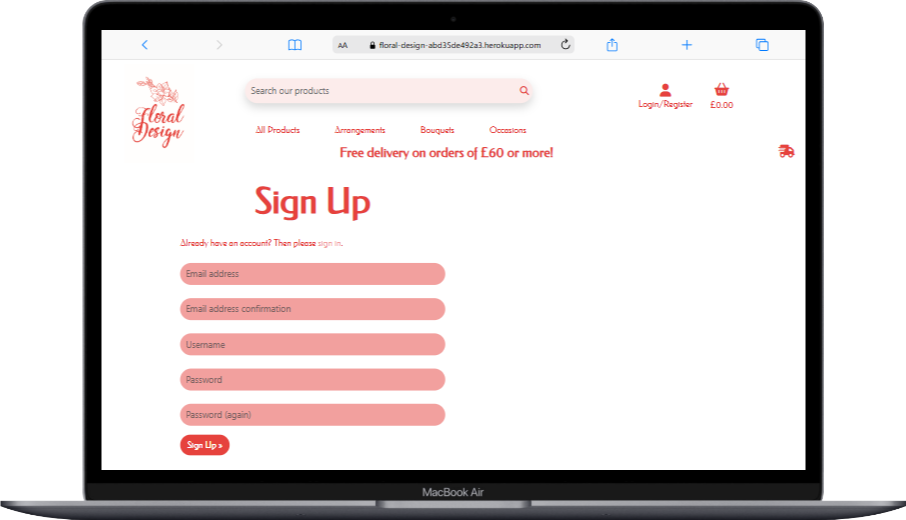 AA floral-design-abd35de492a3.herokuapp.com
Floral
Design
Search our products
Login/Register
£0.00
All Products Arrangements Bouquets Occasions
Free delivery on orders of £60 or more!
Sign Up
Already have an account? Then please sign in.
Email address
Email address confirmation
Username
Password
Password (again)
Sign Up »
MacBook Air